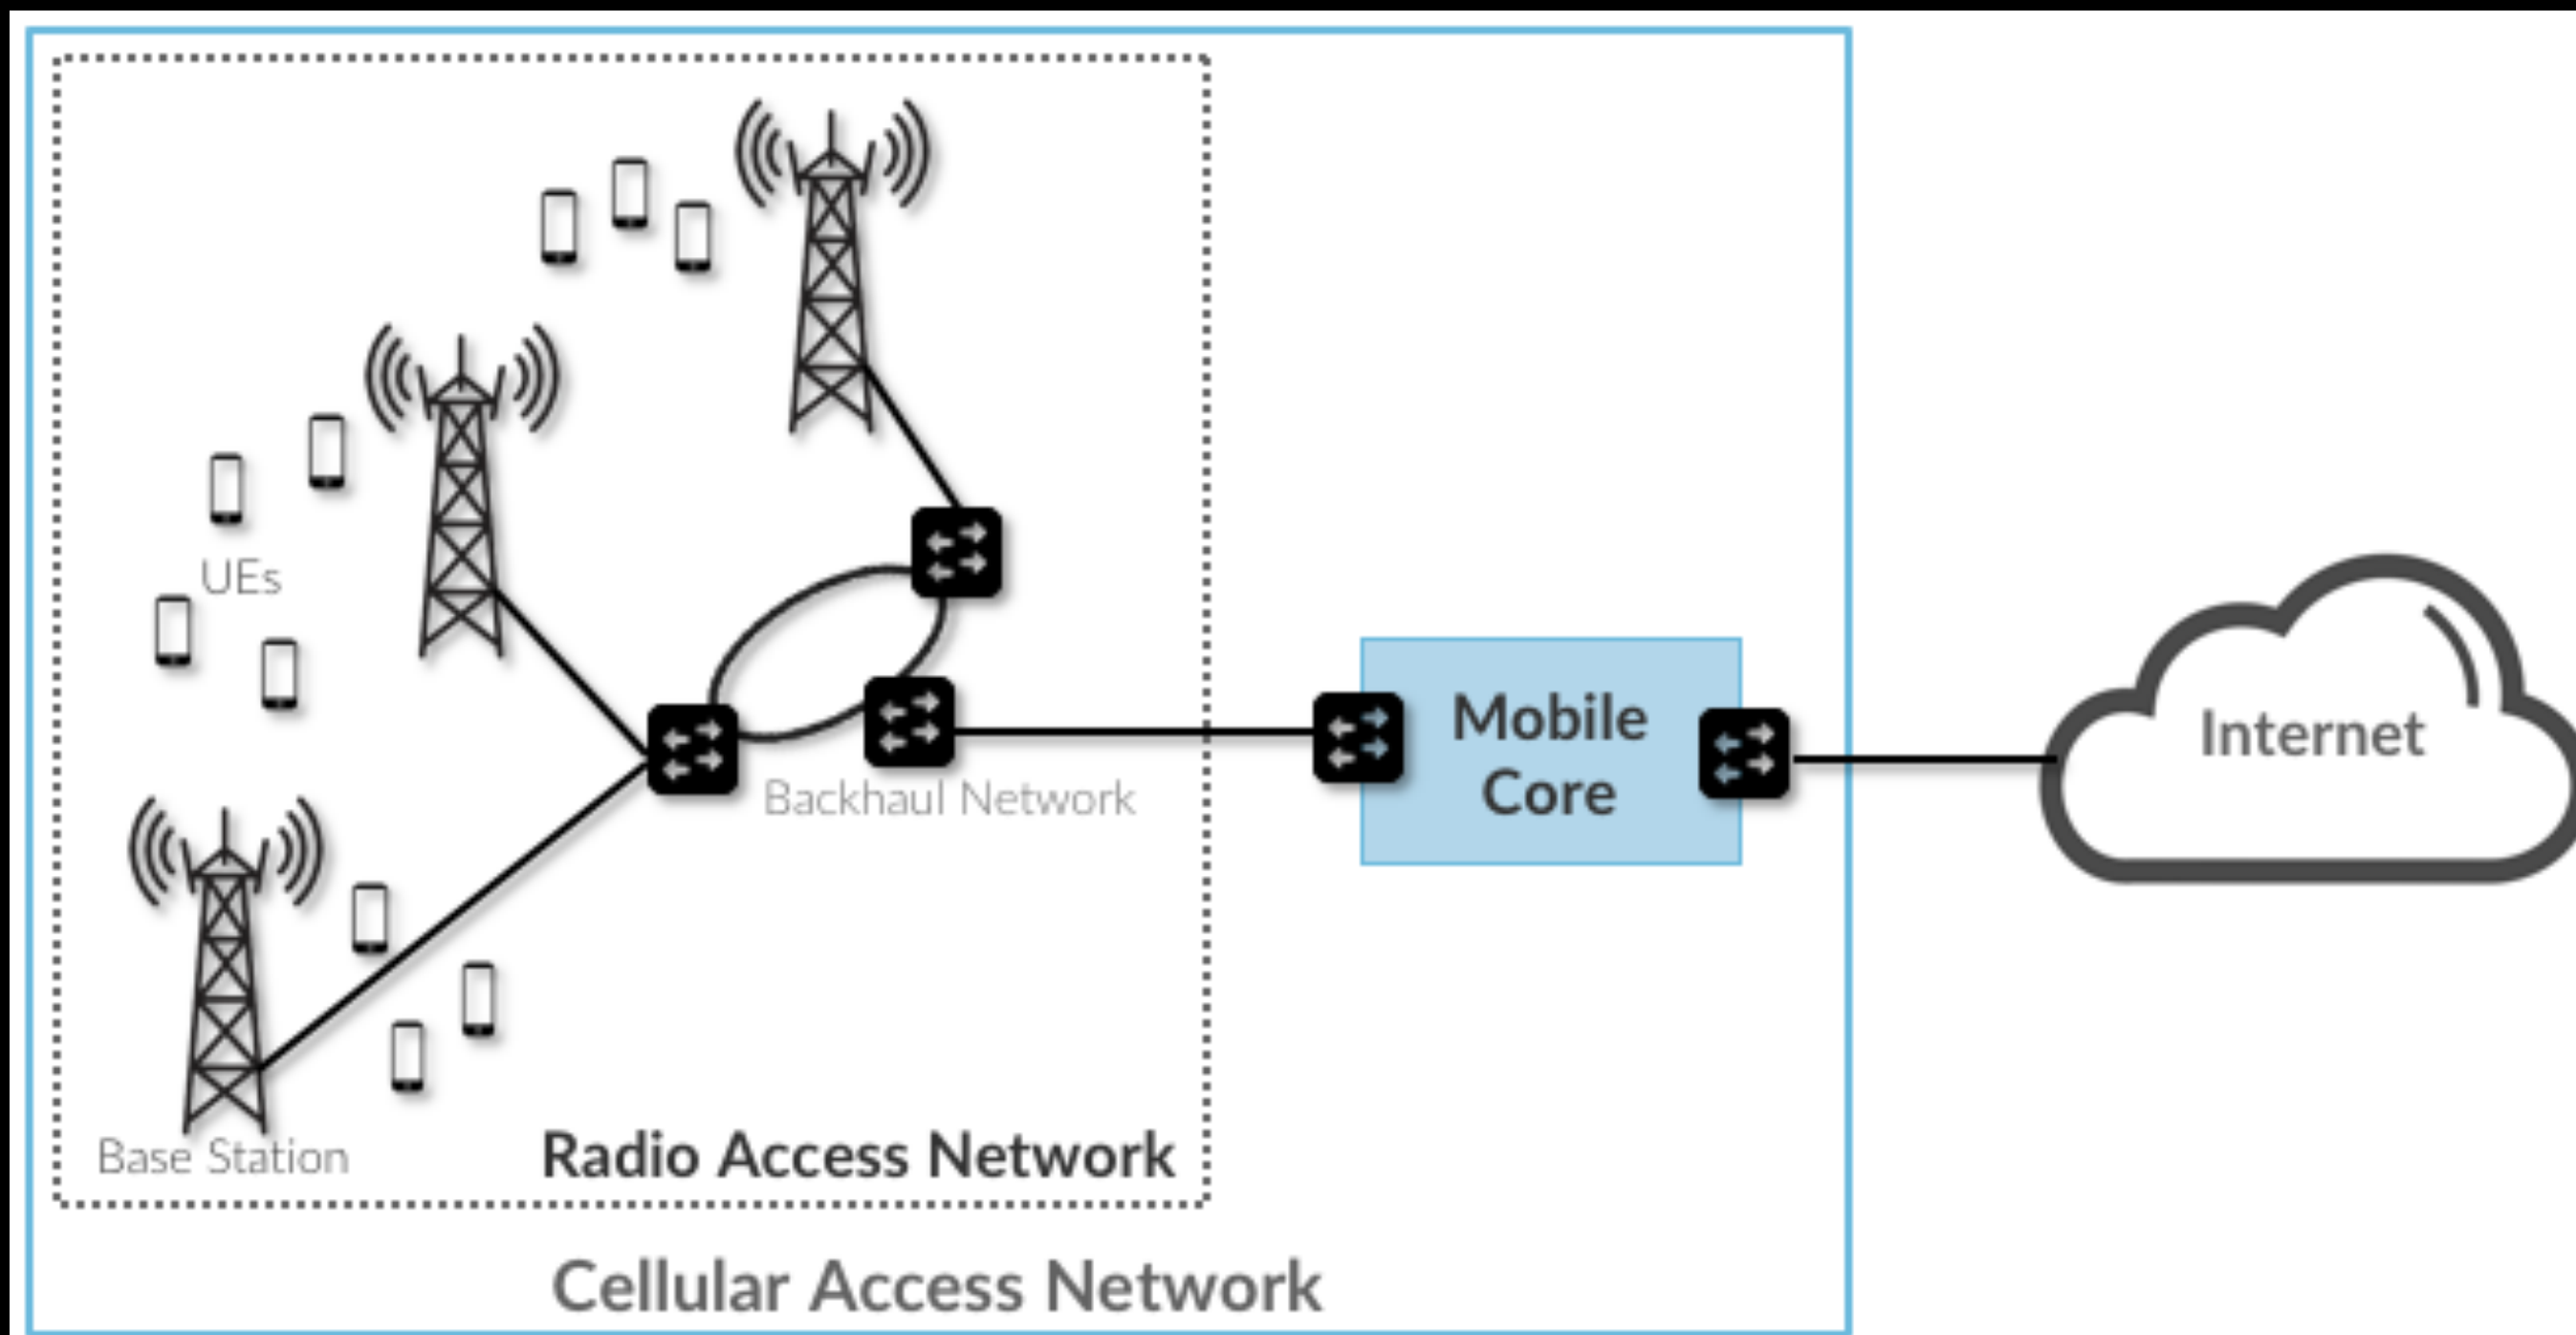 UEs
Backhaul Network
Mobile
Core
Internet
Base Station
Radio Access Network
Cellular Access Network